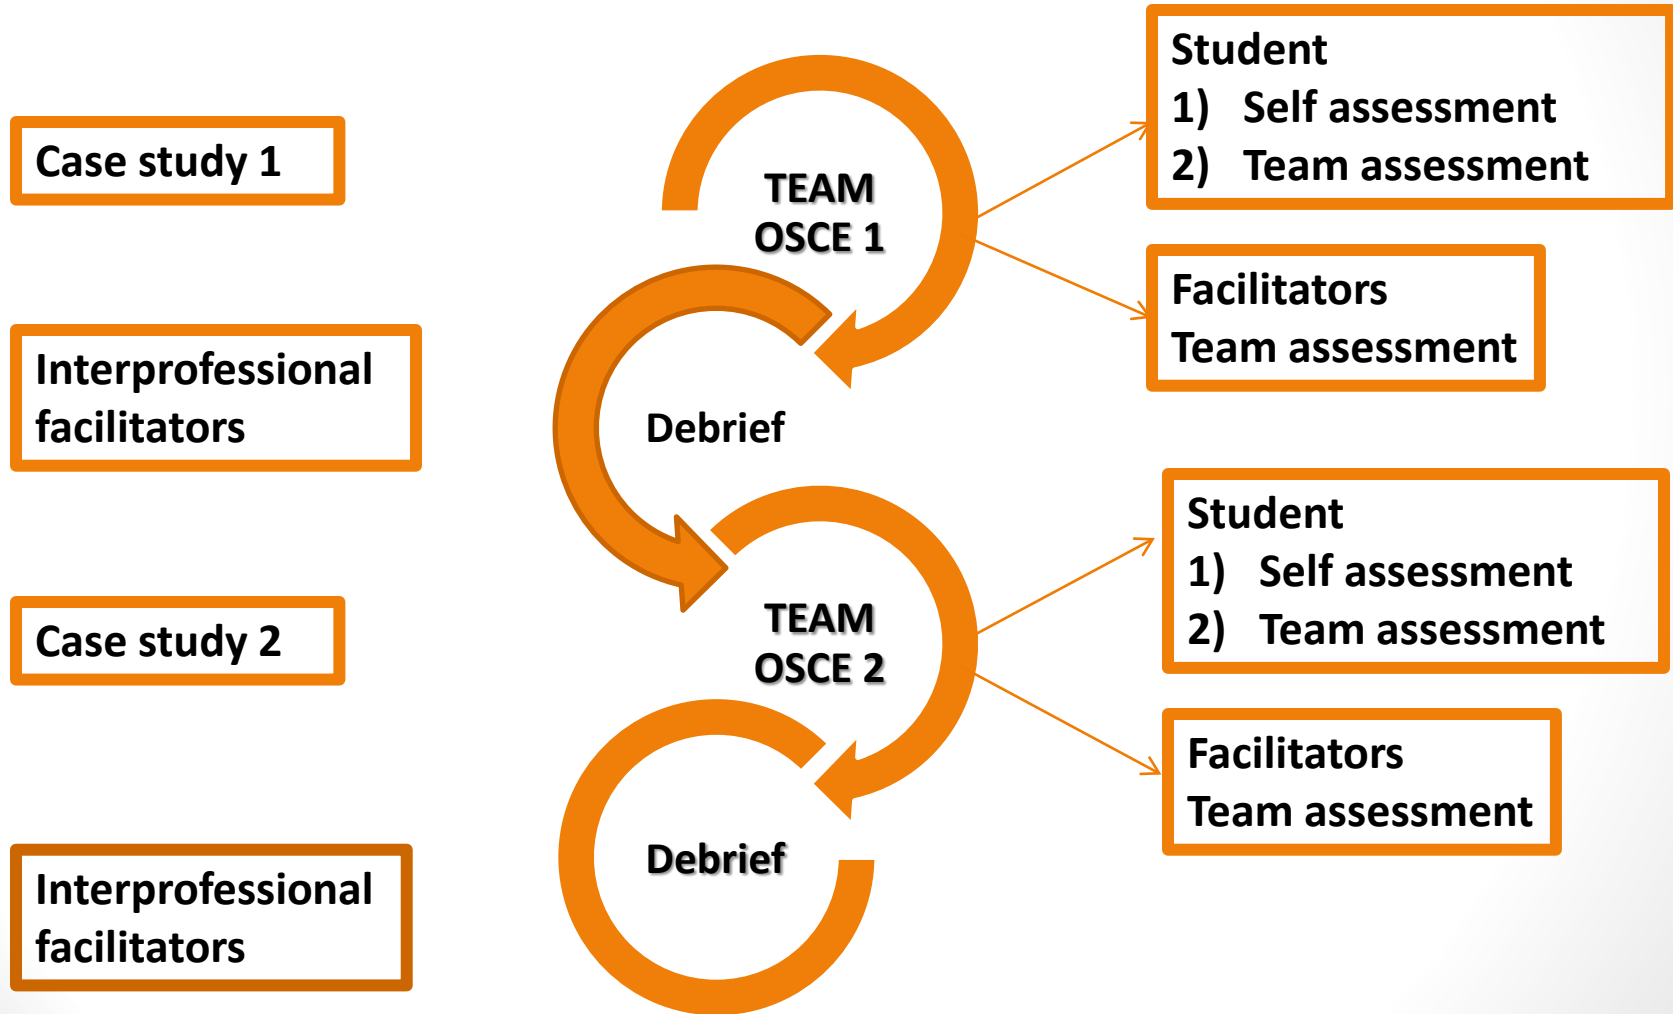 Case study 1
TEAM
OSCE 1
Student
1) Self assessment
2) Team assessment
Facilitators
Team assessment
Interprofessional
facilitators
Debrief
Case study 2
TEAM
OSCE 2
Student
1) Self assessment
2) Team assessment
Facilitators
Team assessment
Interprofessional
facilitators
Debrief